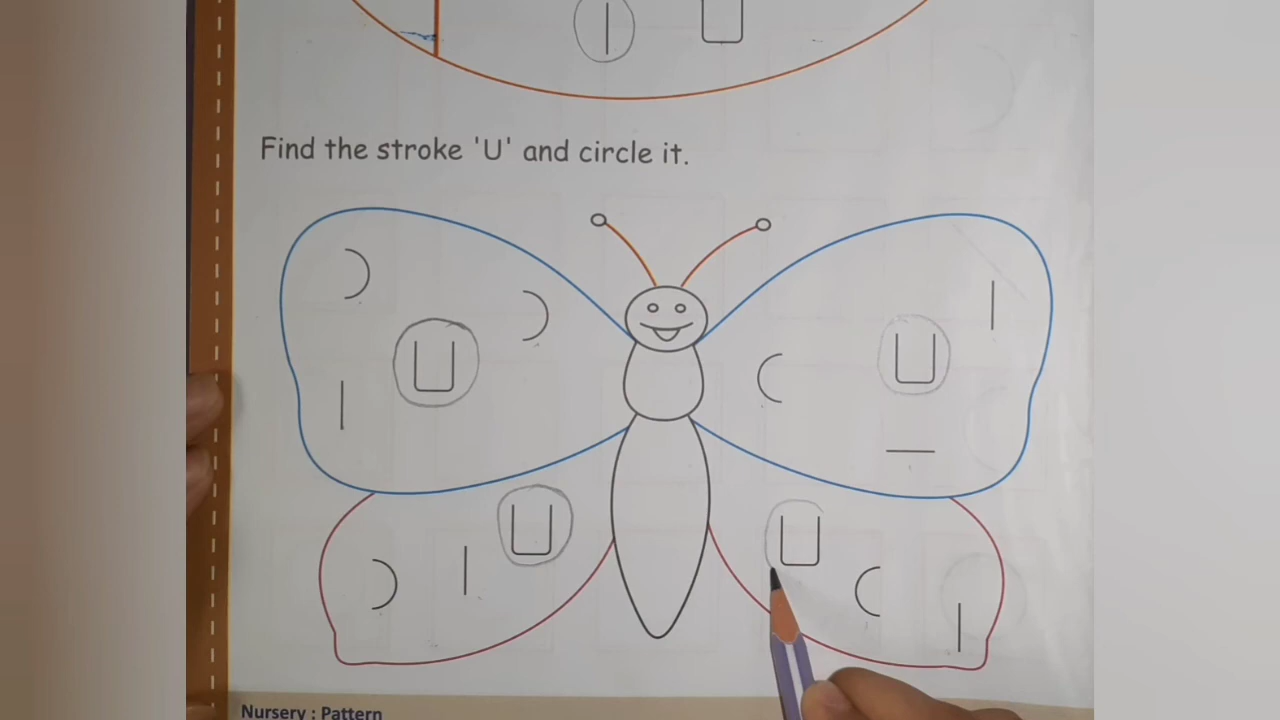 Find the stroke 'U' and circle it.
Nursery : Pattern